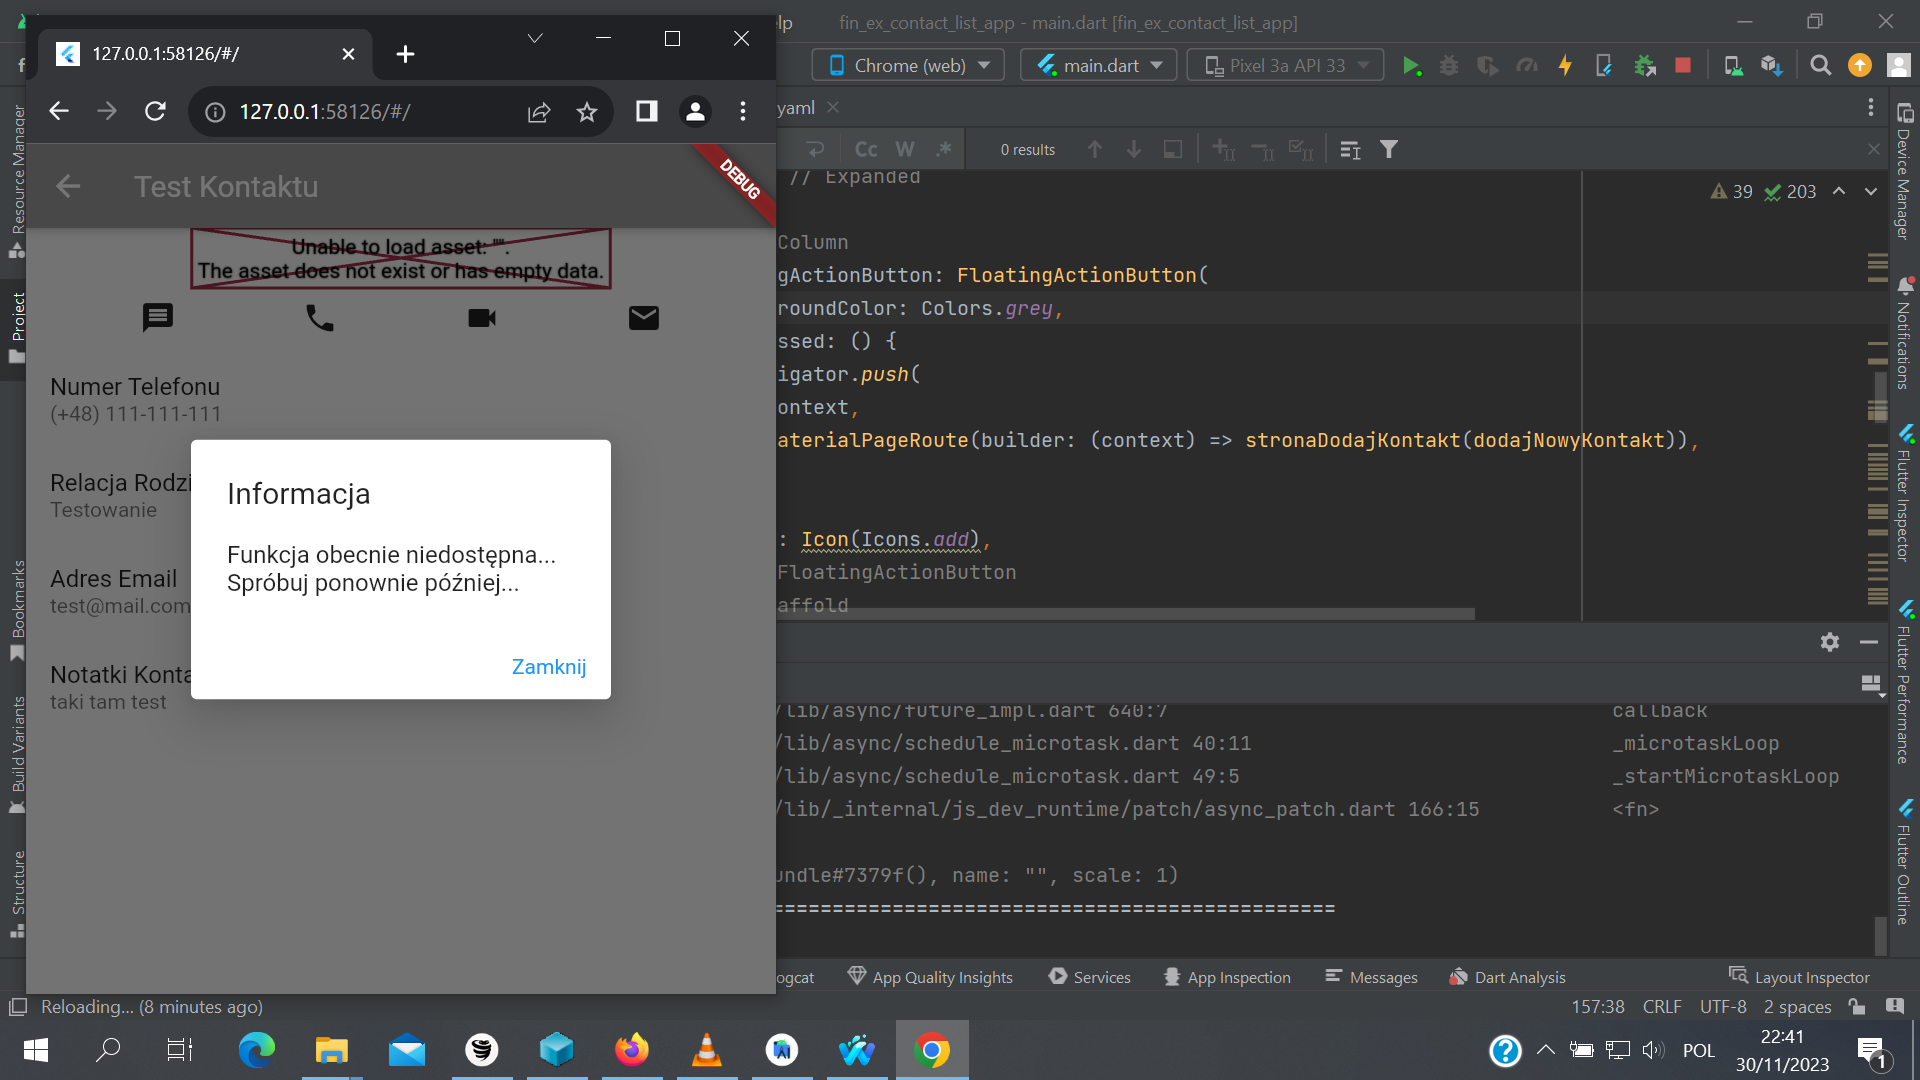 127.0.0.1:58126/#/
127.0.0.1:58126/#/
Test Kontaktu
DEBUG
Unable to load asset: "".
The asset does not exist or has empty data.
Numer Telefonu
(+48) 111-111-111
Relacja Rodzi
Testowanie
Adres Email
test@mail.com
Notatki Konta
taki tam test
Informacja
Funkcja obecnie niedostępna...
Spróbuj ponownie później...
Zamknij
lp
fin_ex_contact_list_app - main.dart [fin_ex_contact_list_app]
Chrome (web)
main.dart
Pixel 3a API 33
yaml
Cc W .*
0 results
39
203
// Expanded
Column
gActionButton: FloatingActionButton(
roundColor: Colors.grey,
ssed: () {
igator.push(
ontext,
aterialPageRoute(builder: (context) => stronaDodajKontakt(dodajNowyKontakt)),
: Icon(Icons.add),
FloatingActionButton
affold
/lib/async/future_impl.dart 640:7 callback
/lib/async/schedule_microtask.dart 40:11 _microtaskLoop
/lib/async/schedule_microtask.dart 49:5 _startMicrotaskLoop
/lib/_internal/js_dev_runtime/patch/async_patch.dart 166:15 <fn>
undle#7379f(), name: "", scale: 1)
===============================================
Resource Manager
Project
Bookmarks
Build Variants
Structure
Device Manager
Notifications
Flutter Inspector
Flutter Performance
Flutter Outline
ogcat
App Quality Insights
Services
App Inspection
Messages
Dart Analysis
Layout Inspector
Reloading... (8 minutes ago)
157:38 CRLF UTF-8 2 spaces
POL
22:41
30/11/2023
1